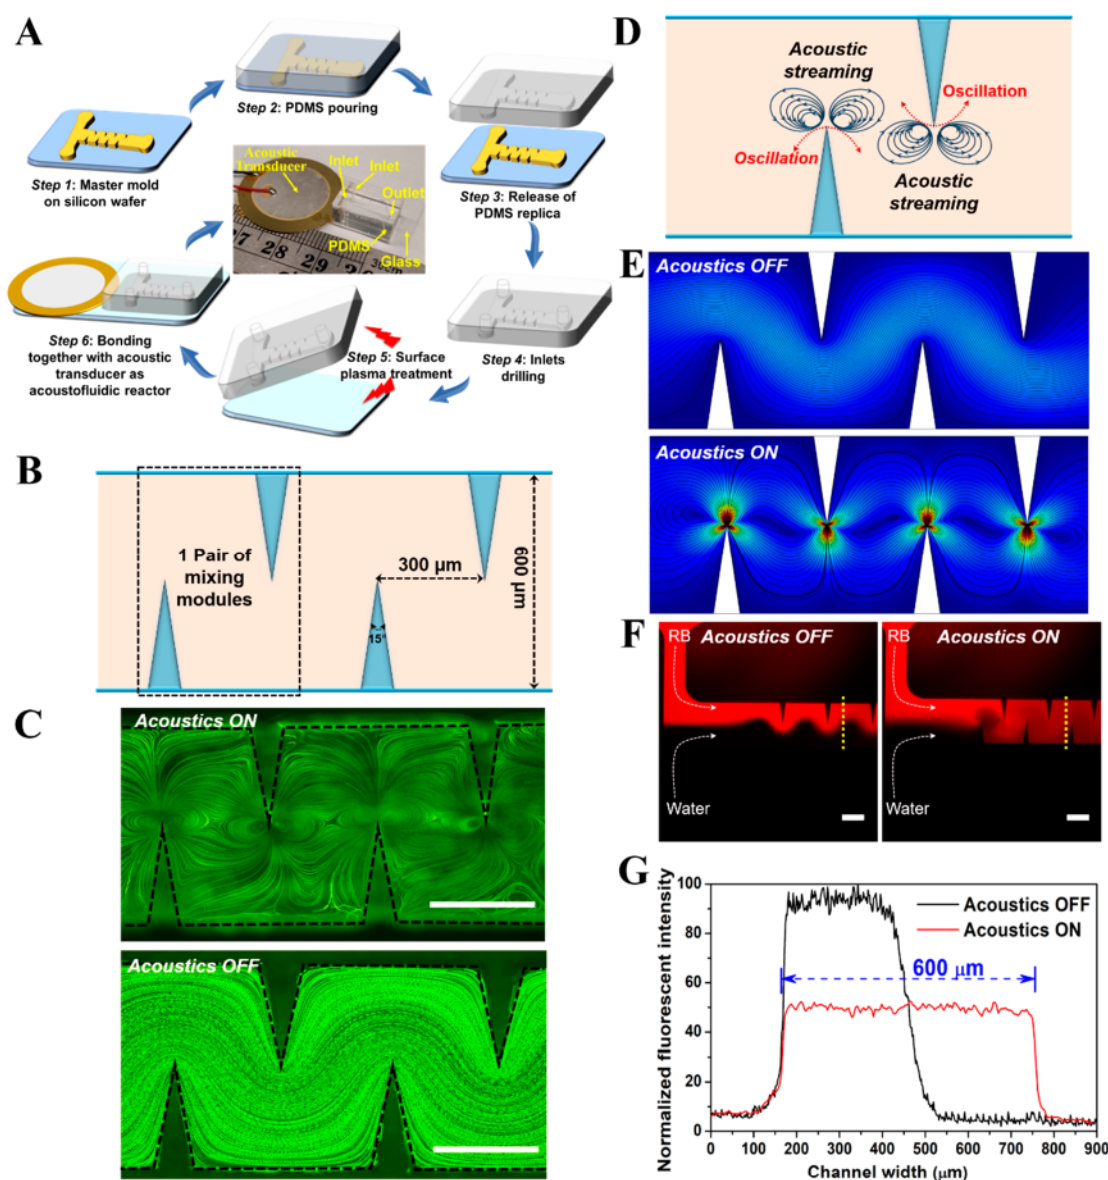 A
Step 1: Master mold
on silicon wafer
Step 2: PDMS pouring
Step 3: Release of
PDMS replica
Acoustic
Transducer
Inlet
Inlet
Outlet
PDMS
Glass
27 28 29 30
Step 4: Inlets
drilling
Step 5: Surface
plasma treatment
Step 6: Bonding
together with acoustic
transducer as
acoustofluidic reactor
B
1 Pair of
mixing
modules
300 μm
600 μm
15°
C
Acoustics ON
Acoustics OFF
D
Acoustic
streaming
Oscillation
Oscillation
Acoustic
streaming
E
Acoustics OFF
Acoustics ON
F
RB
Acoustics OFF
Water
RB
Acoustics ON
Water
G
Normalized fluorescent intensity
100
80
60
40
20
0
Acoustics OFF
Acoustics ON
600 μm
0 100 200 300 400 500 600 700 800 900
Channel width (μm)